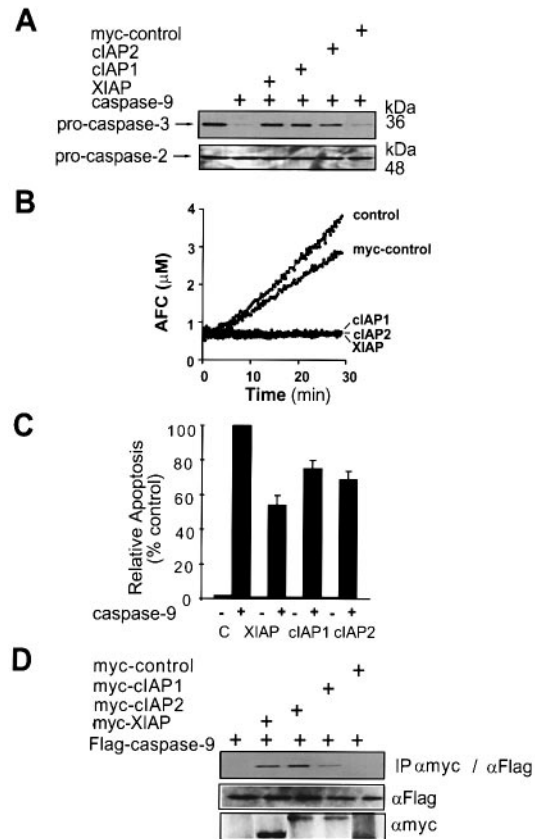 A
myc-control +
cIAP2 +
cIAP1 +
XIAP +
caspase-9 + + + + +
kDa
pro-caspase-3 → 36
kDa
pro-caspase-2 → 48
B
AFC (μM)
4
3
2
1
0
control
myc-control
cIAP1
cIAP2
XIAP
0 10 20 30
Time (min)
C
Relative Apoptosis
(% control)
100
80
60
40
20
0
caspase-9 - + - + - + - +
C XIAP cIAP1 cIAP2
D
myc-control +
myc-cIAP1 +
myc-cIAP2 +
myc-XIAP +
Flag-caspase-9 + + + + +
IP αmyc / αFlag
αFlag
αmyc